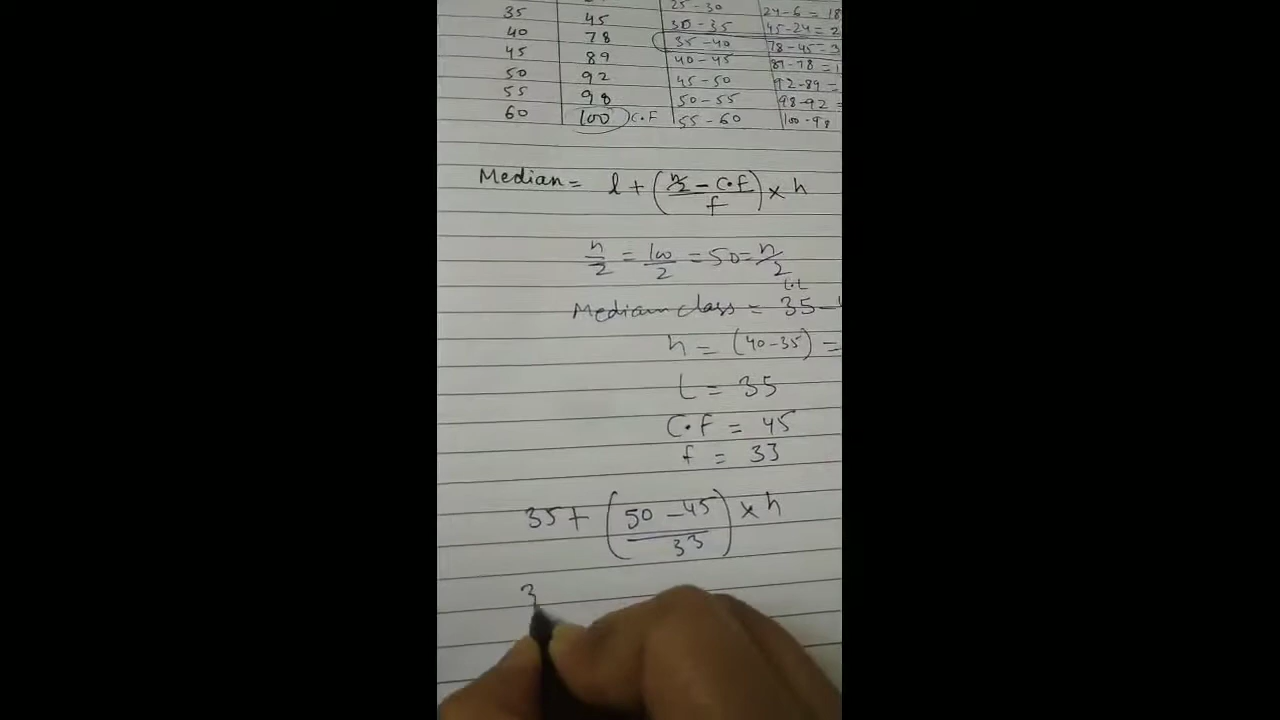 25-30 24-6 = 18
35 45 30-35 45-24 = 2
40 78 35-40 78-45=3
45 89 40-45 89-78=1
50 92 45-50 92-89=
55 98 50-55 98-92=
60 100 C.F 55-60 100-98
Median = l + (n/2 - C.F / f) x h
n/2 = 100/2 = 50 = n/2
Median class = 35-
h = (40-35) =
l = 35
C.F = 45
f = 33
35+ (50-45 / 33) x h
3